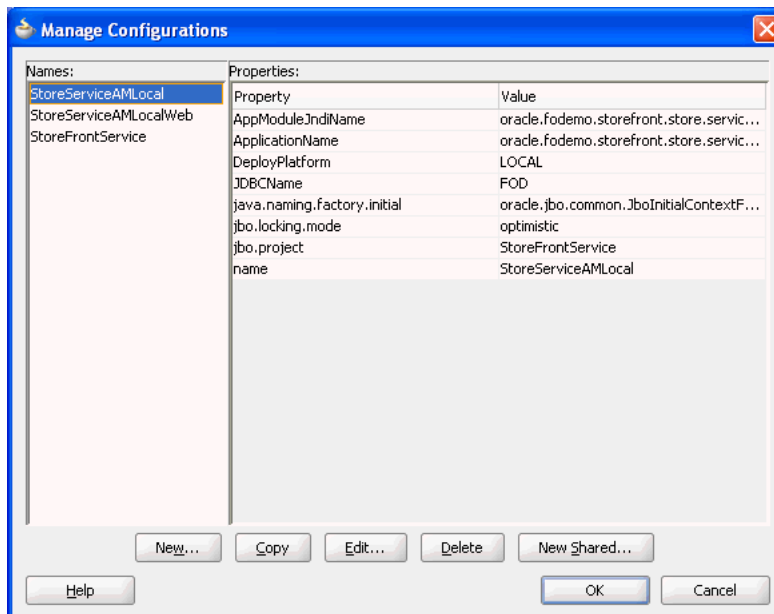 Manage Configurations
Names:
StoreServiceAMLocal
StoreServiceAMLocalWeb
StoreFrontService
Properties:
Property Value
AppModuleJndiName oracle.fodemo.storefront.store.servic...
ApplicationName oracle.fodemo.storefront.store.servic...
DeployPlatform LOCAL
JDBCName FOD
java.naming.factory.initial oracle.jbo.common.JboInitialContextF...
jbo.locking.mode optimistic
jbo.project StoreFrontService
name StoreServiceAMLocal
New... Copy Edit... Delete New Shared...
Help OK Cancel